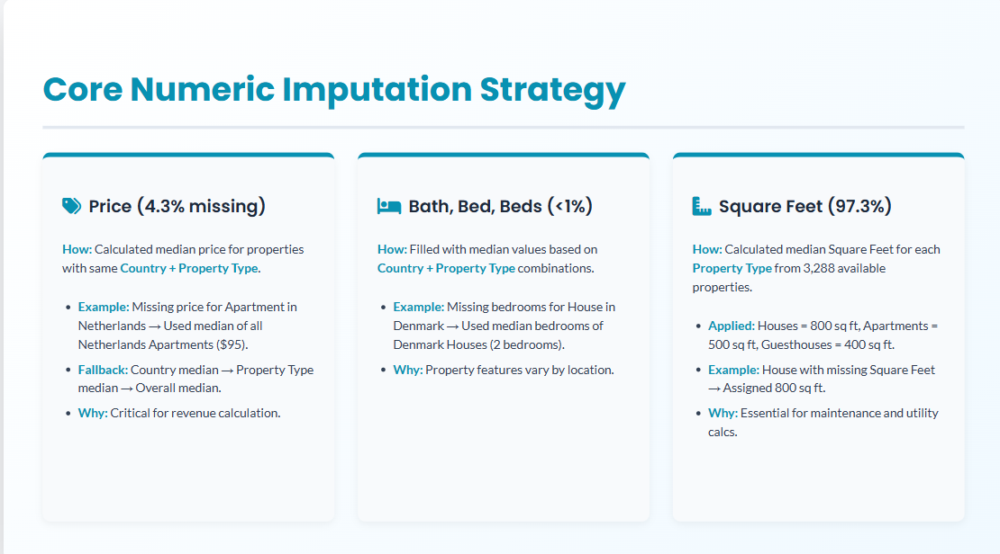 Core Numeric Imputation Strategy
Price (4.3% missing)
How: Calculated median price for properties
with same Country + Property Type.
• Example: Missing price for Apartment in
Netherlands → Used median of all
Netherlands Apartments ($95).
• Fallback: Country median → Property Type
median → Overall median.
• Why: Critical for revenue calculation.
Bath, Bed, Beds (<1%)
How: Filled with median values based on
Country + Property Type combinations.
• Example: Missing bedrooms for House in
Denmark → Used median bedrooms of
Denmark Houses (2 bedrooms).
• Why: Property features vary by location.
Square Feet (97.3%)
How: Calculated median Square Feet for each
Property Type from 3,288 available
properties.
• Applied: Houses = 800 sq ft, Apartments =
500 sq ft, Guesthouses = 400 sq ft.
• Example: House with missing Square Feet
→ Assigned 800 sq ft.
• Why: Essential for maintenance and utility
calcs.